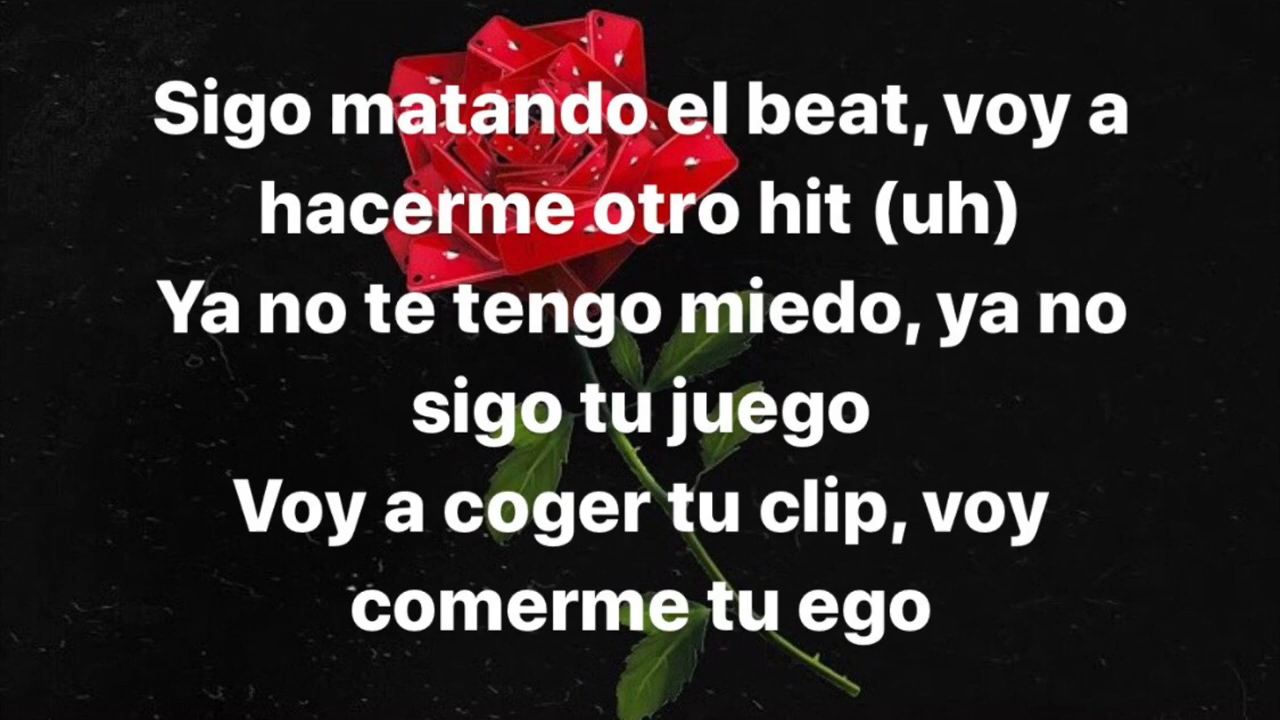 Sigo matando el beat, voy a
hacerme otro hit (uh)
Ya no te tengo miedo, ya no
sigo tu juego
Voy a coger tu clip, voy
comerme tu ego